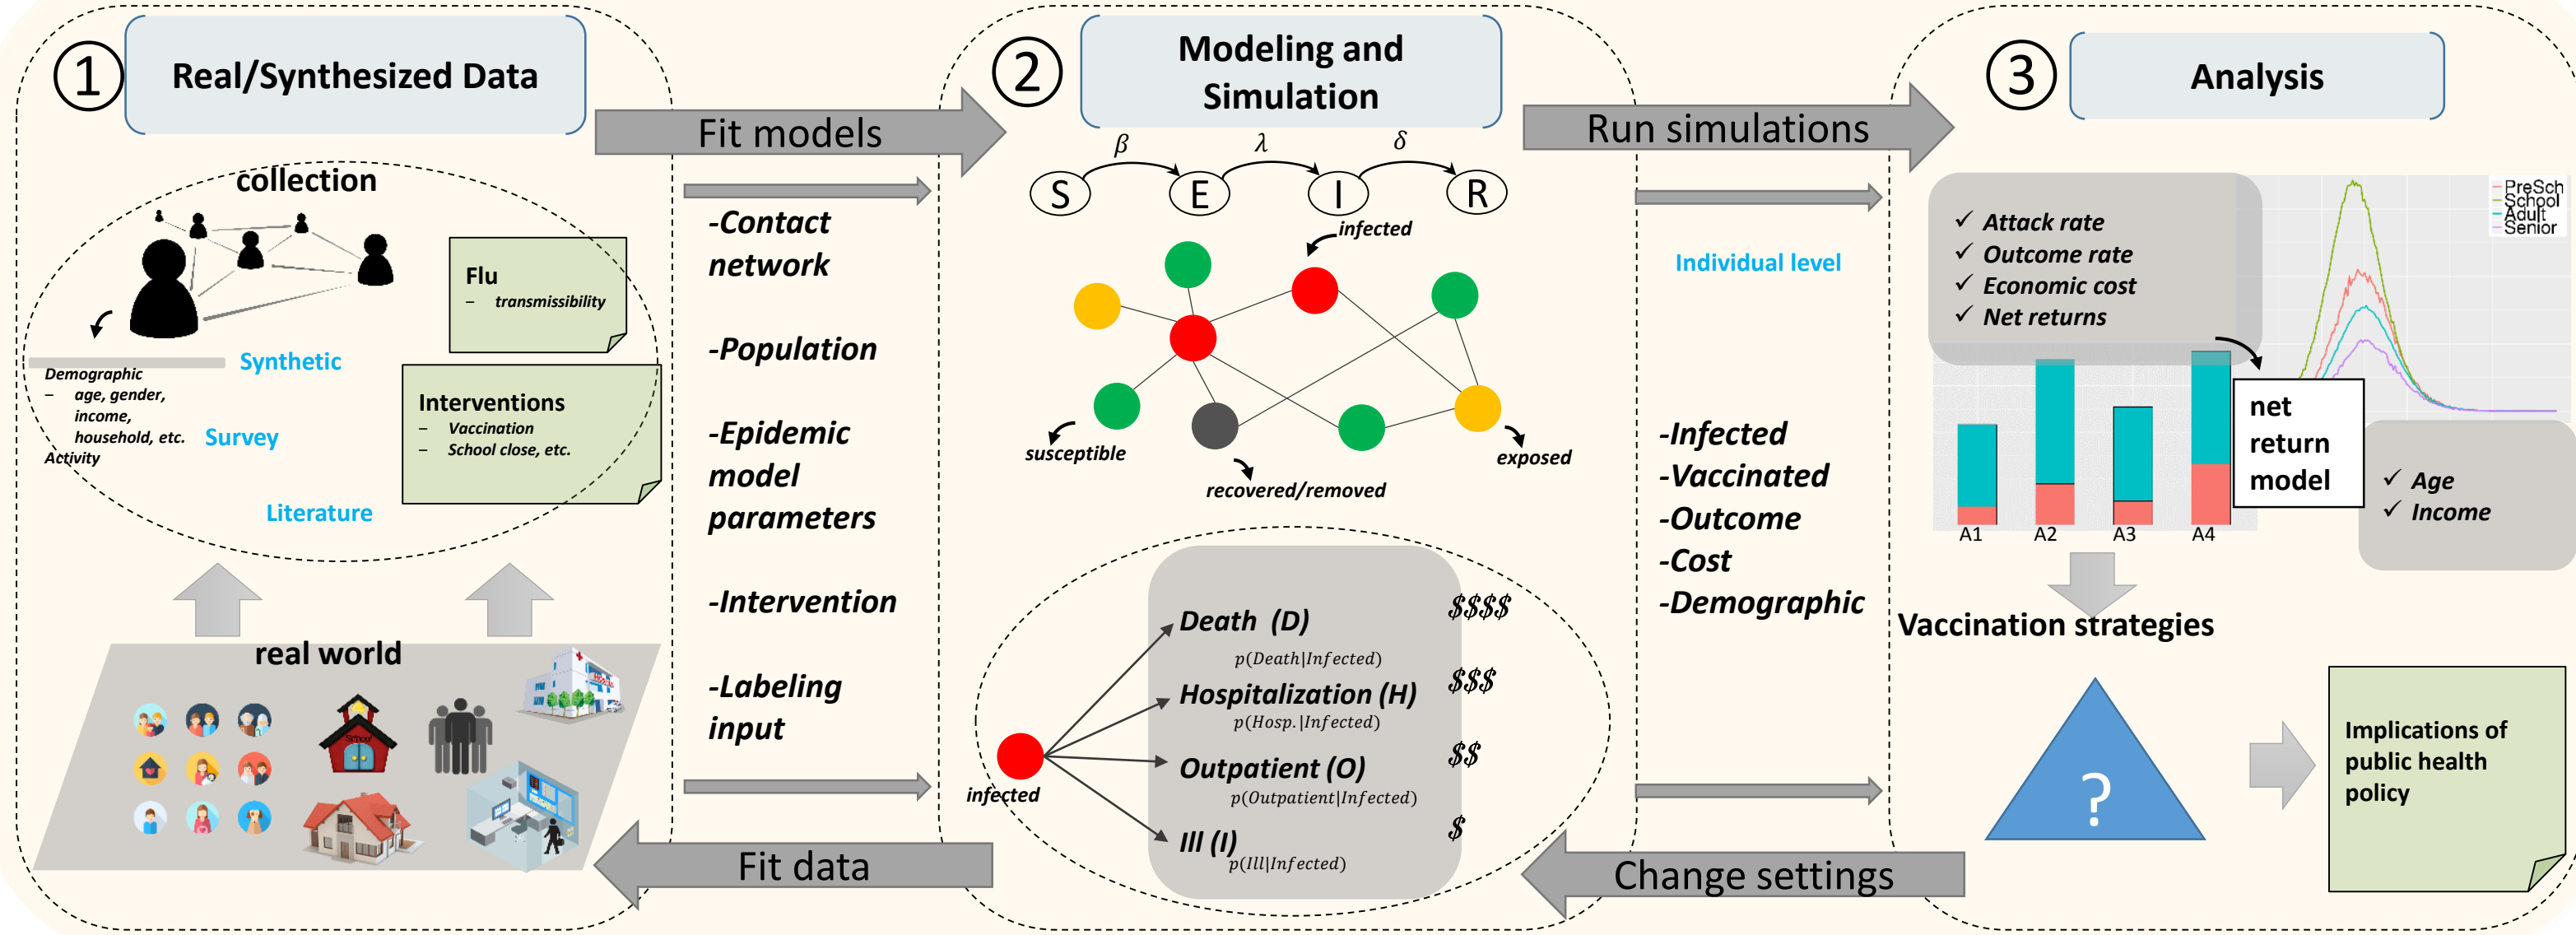 1
Real/Synthesized Data
collection
Flu
– transmissibility
Synthetic
Demographic
– age, gender,
income,
household, etc.
Activity
Survey
Interventions
– Vaccination
– School close, etc.
Literature
real world
School
Fit models
-Contact
network
-Population
-Epidemic
model
parameters
-Intervention
-Labeling
input
Fit data
2
Modeling and
Simulation
β λ δ
S E I R
infected
susceptible
exposed
recovered/removed
infected
Death (D)
p(Death|Infected)
$$$$
Hospitalization (H)
p(Hosp.|Infected)
$$$
Outpatient (O)
p(Outpatient|Infected)
$$
Ill (I)
p(Ill|Infected)
$
Run simulations
Individual level
-Infected
-Vaccinated
-Outcome
-Cost
-Demographic
Change settings
3
Analysis
✓ Attack rate
✓ Outcome rate
✓ Economic cost
✓ Net returns
PreSch
School
Adult
Senior
net
return
model
✓ Age
✓ Income
A1 A2 A3 A4
Vaccination strategies
?
Implications of
public health
policy